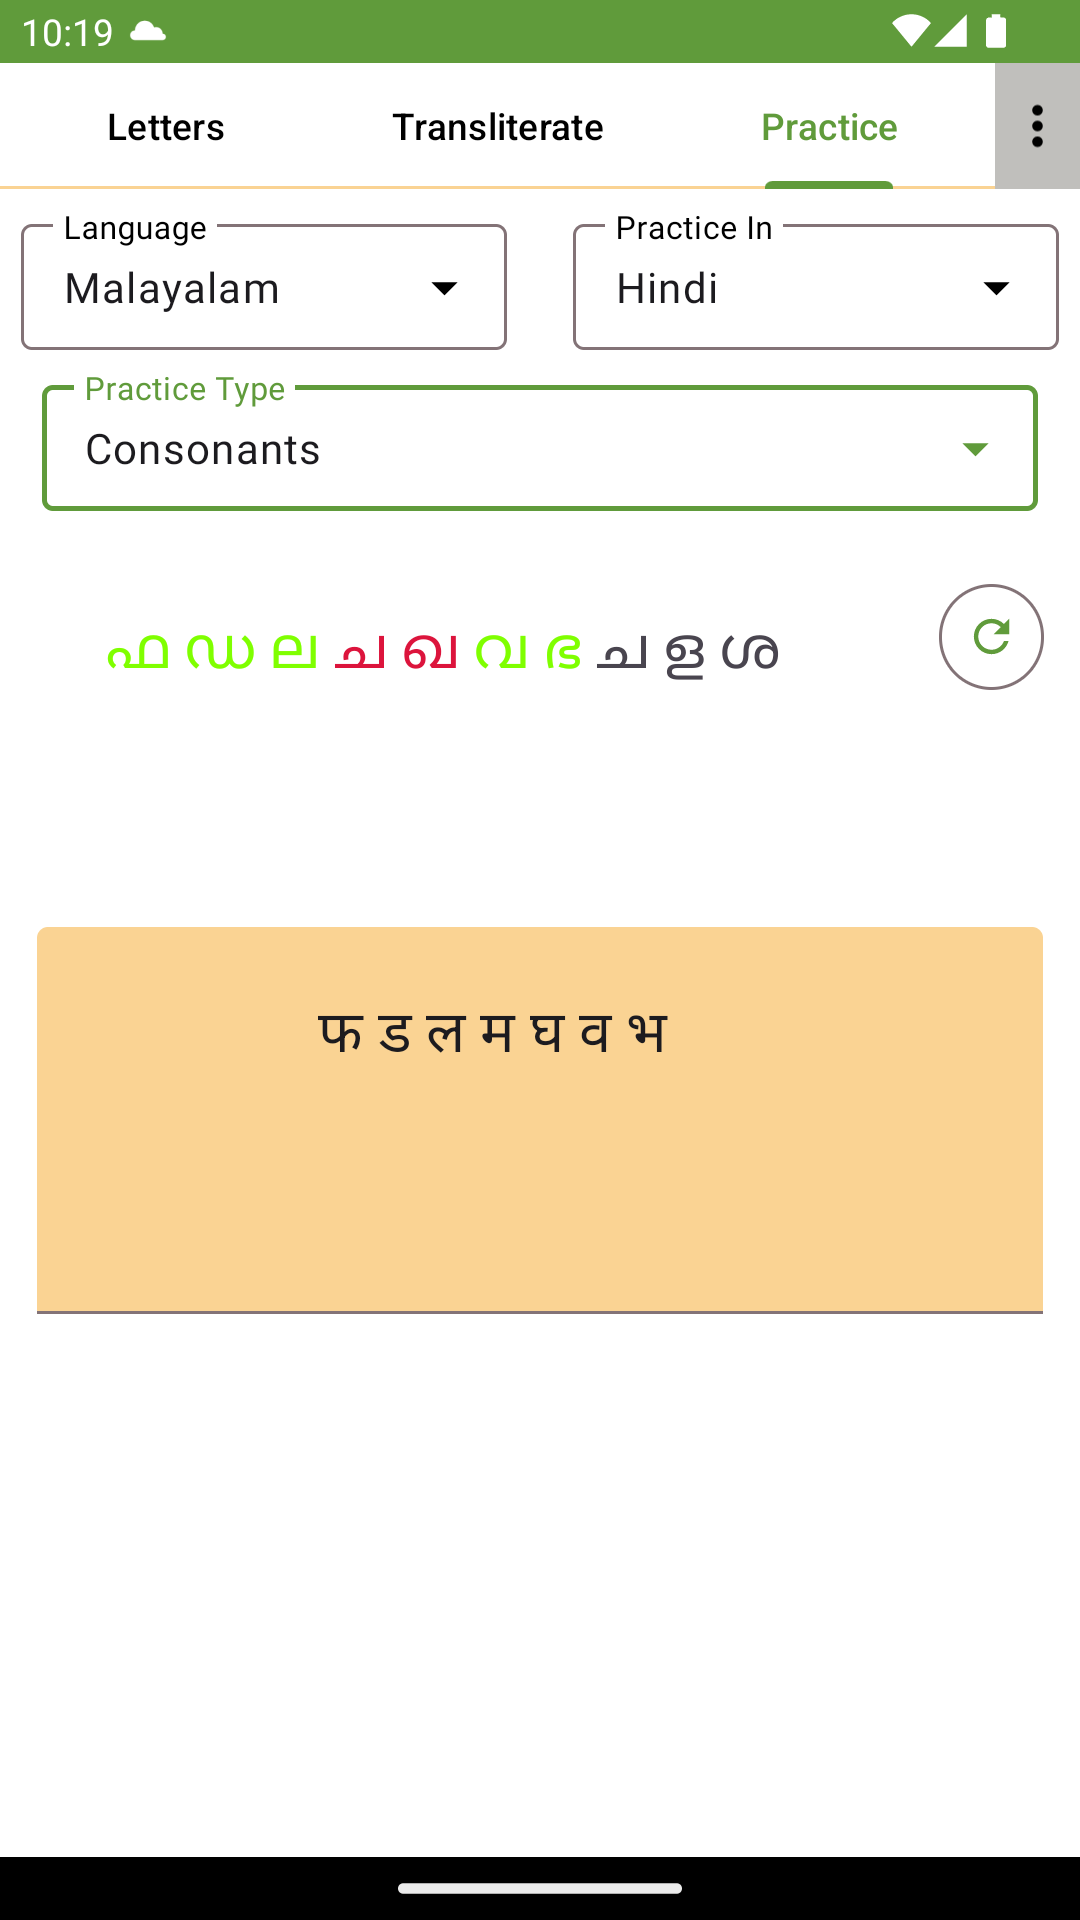 10:19
Letters Transliterate Practice
Language Practice In
Malayalam Hindi
Practice Type
Consonants
ഫ ഡ ല ച ഖ വ ഭ ച ള ശ
फ ड ल म घ व भ